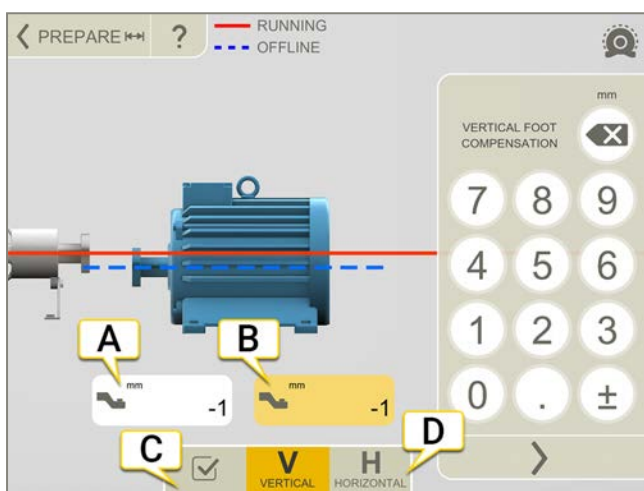 PREPARE
?
RUNNING
OFFLINE
mm
VERTICAL FOOT
COMPENSATION
7 8 9
4 5 6
1 2 3
0 . ±
A
B
mm
-1
mm
-1
C
D
V
VERTICAL
H
HORIZONTAL